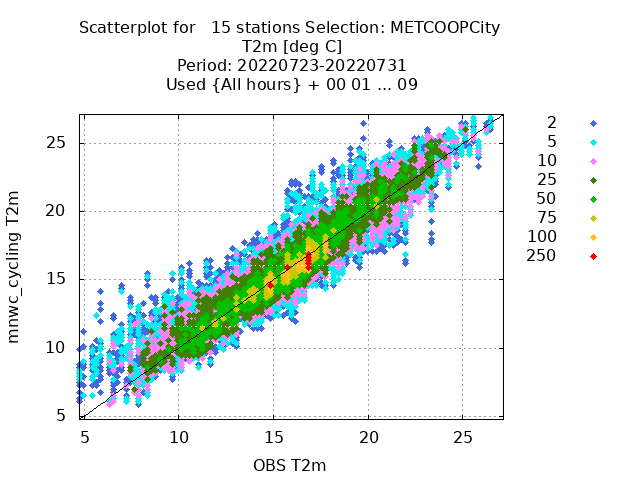 Scatterplot for   15 stations Selection: METCOOPCity
T2m [deg C]
Period: 20220723-20220731
Used {All hours} + 00 01 ... 09
mnwc_cycling T2m
25
20
15
10
5
5 10 15 20 25
OBS T2m
2
5
10
25
50
75
100
250